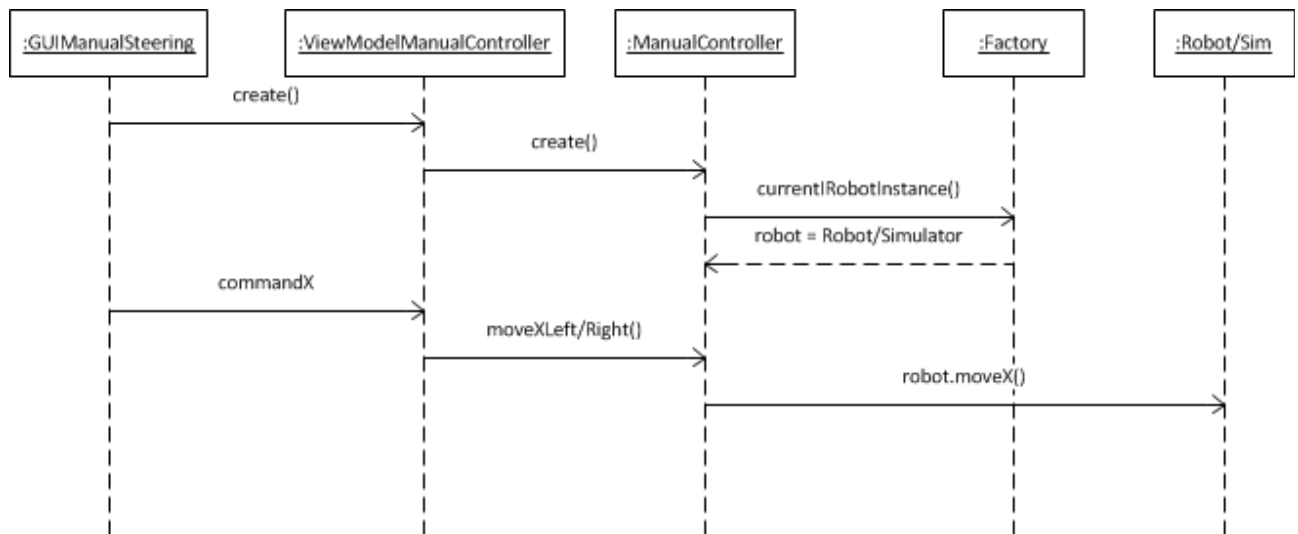 :GUIManualSteering
:ViewModelManualController
:ManualController
:Factory
:Robot/Sim
create()
create()
currentIRobotInstance()
robot = Robot/Simulator
commandX
moveXLeft/Right()
robot.moveX()